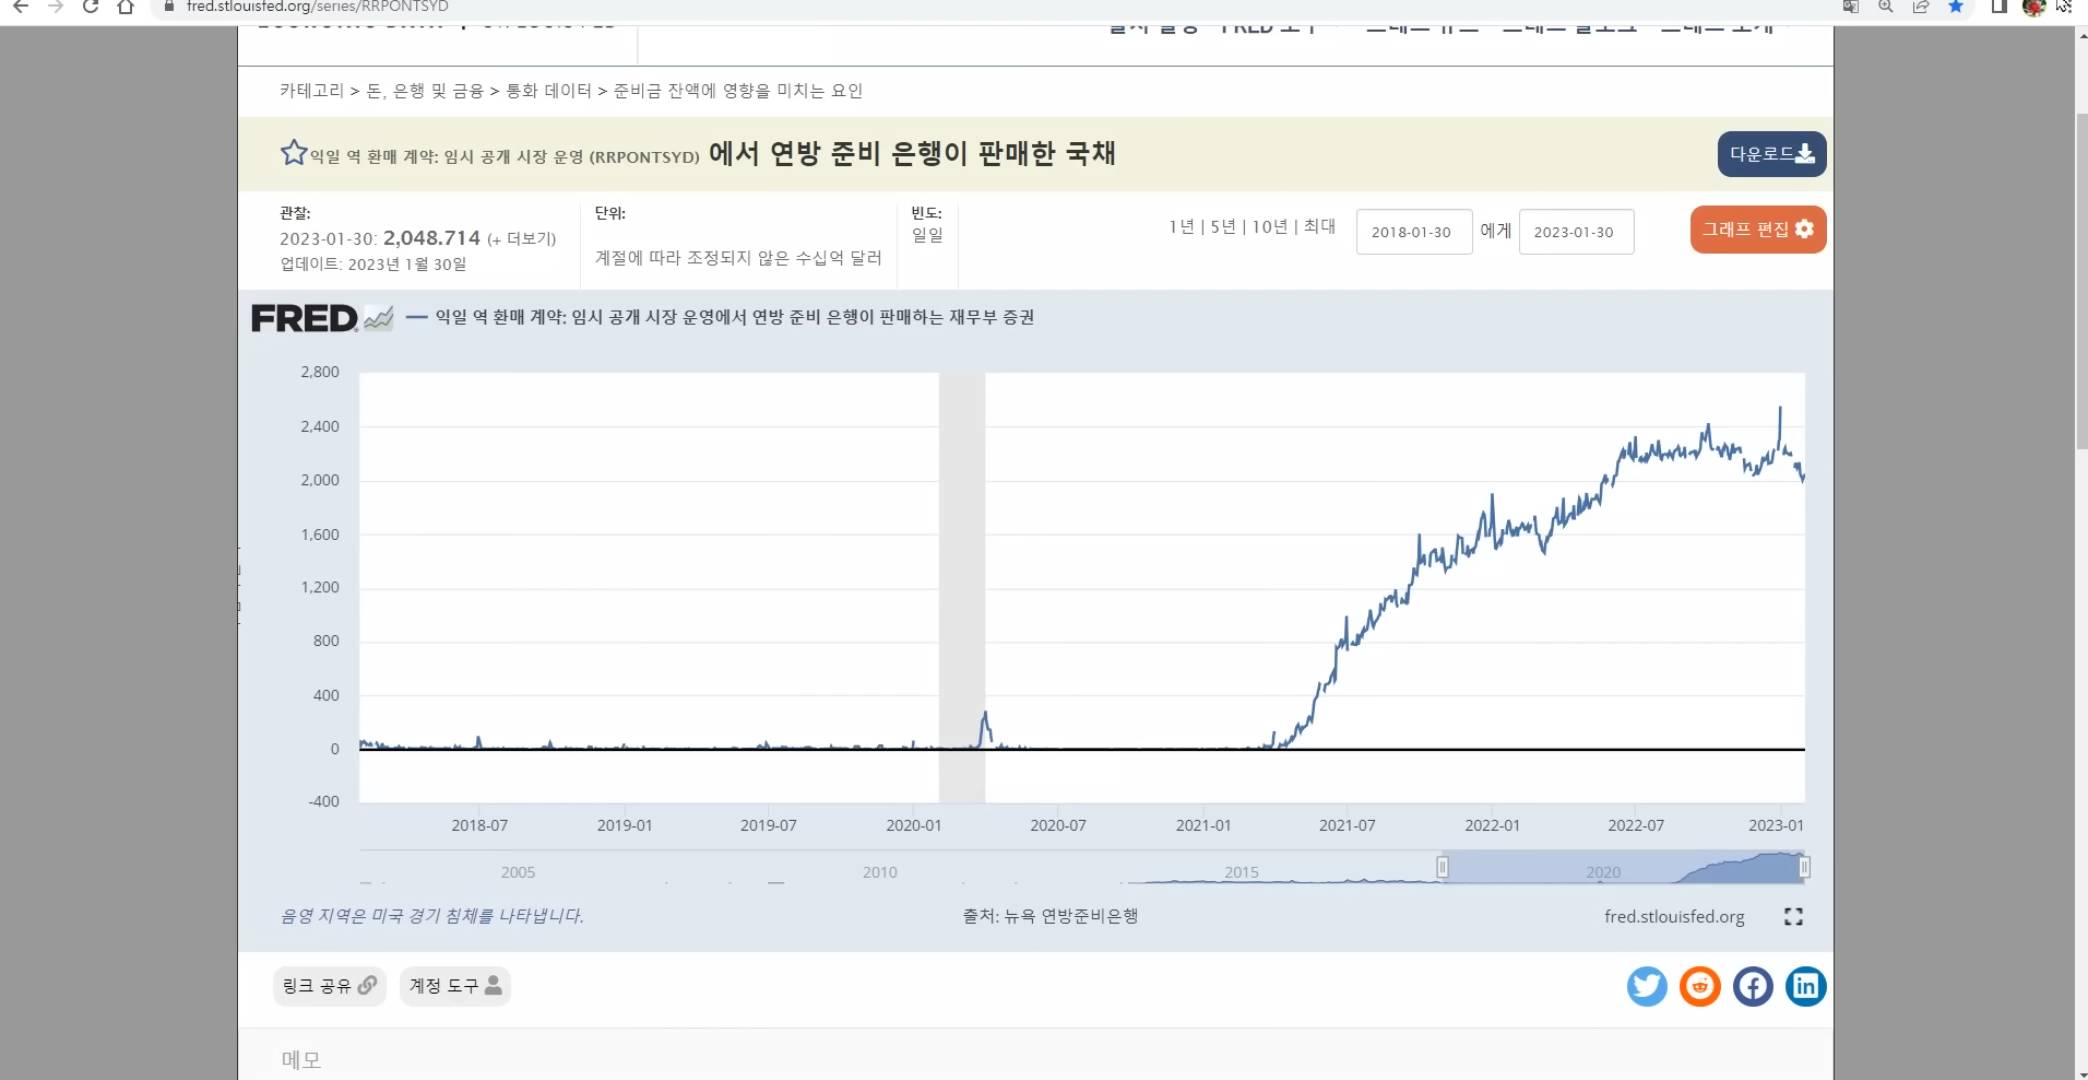 fred.stlouisfed.org/series/RRPONTSYD
카테고리 > 돈, 은행 및 금융 > 통화 데이터 > 준비금 잔액에 영향을 미치는 요인
익일 역 환매 계약: 임시 공개 시장 운영 (RRPONTSYD) 에서 연방 준비 은행이 판매한 국채
다운로드
관찰:
2023-01-30: 2,048.714 (+ 더보기)
업데이트: 2023년 1월 30일
단위:
계절에 따라 조정되지 않은 수십억 달러
빈도:
일일
1년 | 5년 | 10년 | 최대
2018-01-30 에게 2023-01-30
그래프 편집
FRED 익일 역 환매 계약: 임시 공개 시장 운영에서 연방 준비 은행이 판매하는 재무부 증권
2,800
2,400
2,000
1,600
1,200
800
400
0
-400
2018-07 2019-01 2019-07 2020-01 2020-07 2021-01 2021-07 2022-01 2022-07 2023-01
2005 2010 2015 2020
음영 지역은 미국 경기 침체를 나타냅니다. 출처: 뉴욕 연방준비은행 fred.stlouisfed.org
링크 공유 계정 도구
메모